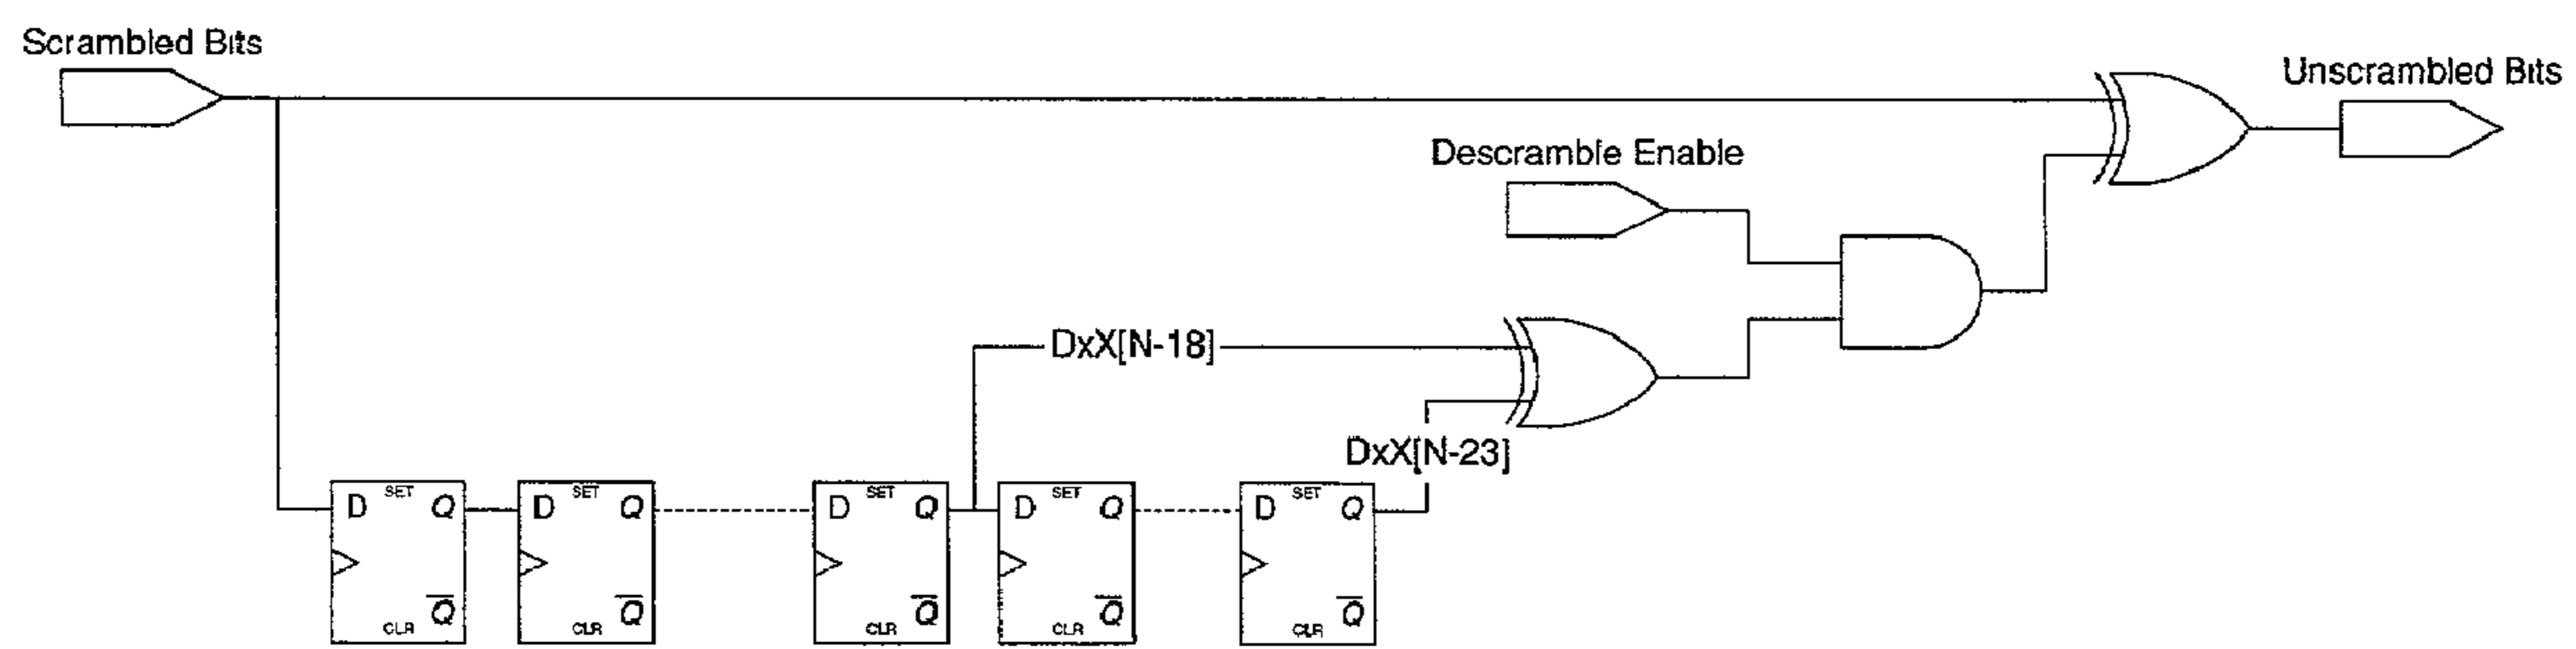 Scrambled Bits
Unscrambled Bits
Descramble Enable
DxX[N-18]
DxX[N-23]
SET SET SET SET SET
D Q D Q D Q D Q D Q
Q Q Q Q Q
CLR CLR CLR CLR CLR